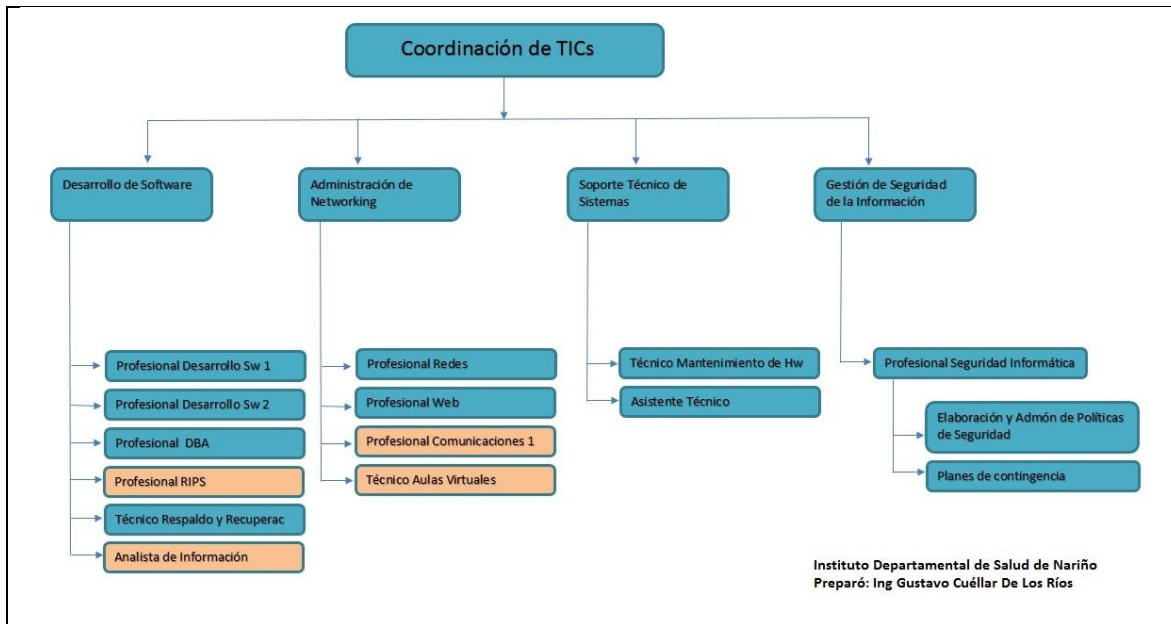 Coordinación de TICs
Desarrollo de Software
Administración de
Networking
Soporte Técnico de
Sistemas
Gestión de Seguridad
de la Información
Profesional Desarrollo Sw 1
Profesional Desarrollo Sw 2
Profesional DBA
Profesional RIPS
Técnico Respaldo y Recuperac
Analista de Información
Profesional Redes
Profesional Web
Profesional Comunicaciones 1
Técnico Aulas Virtuales
Técnico Mantenimiento de Hw
Asistente Técnico
Profesional Seguridad Informática
Elaboración y Admón de Políticas
de Seguridad
Planes de contingencia
Instituto Departamental de Salud de Nariño
Preparó: Ing Gustavo Cuéllar De Los Ríos